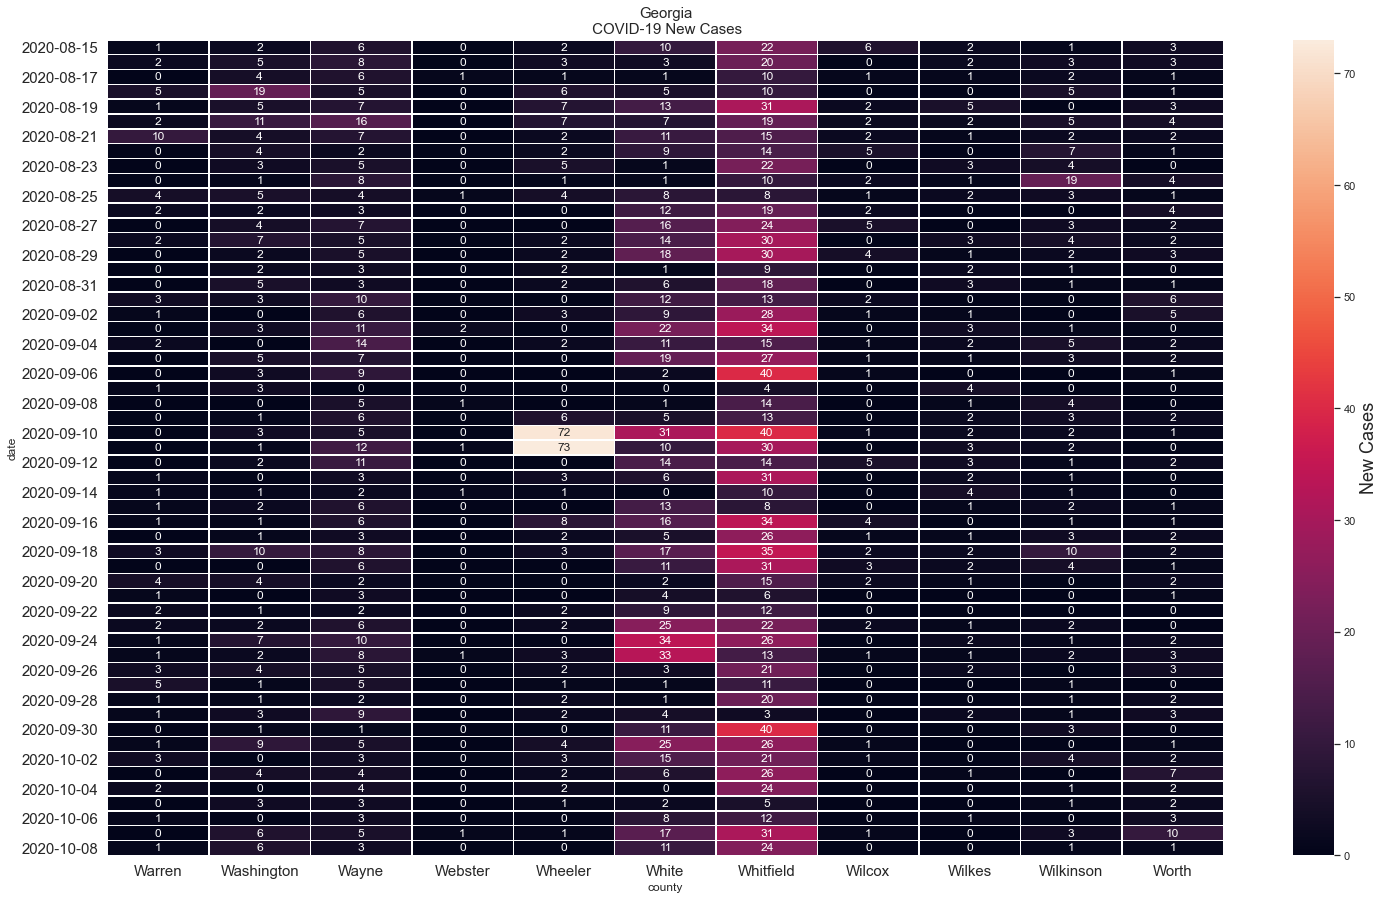 Georgia
COVID-19 New Cases
2020-08-15 1 2 6 0 2 10 22 6 2 1 3
2 5 8 0 3 3 20 0 2 3 3
2020-08-17 0 4 6 1 1 1 10 1 1 2 1
5 19 5 0 6 5 10 0 0 5 1
2020-08-19 1 5 7 0 7 13 31 2 5 0 3
2 11 16 0 7 7 19 2 2 5 4
2020-08-21 10 4 7 0 2 11 15 2 1 2 2
0 4 2 0 2 9 14 5 0 7 1
2020-08-23 0 3 5 0 5 1 22 0 3 4 0
0 1 8 0 1 1 10 2 1 19 4
2020-08-25 4 5 4 1 4 8 8 1 2 3 1
2 2 3 0 0 12 19 2 0 0 4
2020-08-27 0 4 7 0 0 16 24 5 0 3 2
2 7 5 0 2 14 30 0 3 4 2
2020-08-29 0 2 5 0 2 18 30 4 1 2 3
0 2 3 0 2 1 9 0 2 1 0
2020-08-31 0 5 3 0 2 6 18 0 3 1 1
3 3 10 0 0 12 13 2 0 0 6
2020-09-02 1 0 6 0 3 9 28 1 1 0 5
0 3 11 2 0 22 34 0 3 1 0
2020-09-04 2 0 14 0 2 11 15 1 2 5 2
0 5 7 0 0 19 27 1 1 3 2
2020-09-06 0 3 9 0 0 2 40 1 0 0 1
1 3 0 0 0 0 4 0 4 0 0
2020-09-08 0 0 5 1 0 1 14 0 1 4 0
0 1 6 0 6 5 13 0 2 3 2
2020-09-10 0 3 5 0 72 31 40 1 2 2 1
0 1 12 1 73 10 30 0 3 2 0
2020-09-12 0 2 11 0 0 14 14 5 3 1 2
1 0 3 0 3 6 31 0 2 1 0
2020-09-14 1 1 2 1 1 0 10 0 4 1 0
1 2 6 0 0 13 8 0 1 2 1
2020-09-16 1 1 6 0 8 16 34 4 0 1 1
0 1 3 0 2 5 26 1 1 3 2
2020-09-18 3 10 8 0 3 17 35 2 2 10 2
0 0 6 0 0 11 31 3 2 4 1
2020-09-20 4 4 2 0 0 2 15 2 1 0 2
1 0 3 0 0 4 6 0 0 0 1
2020-09-22 2 1 2 0 2 9 12 0 0 0 0
2 2 6 0 2 25 22 2 1 2 0
2020-09-24 1 7 10 0 0 34 26 0 2 1 2
1 2 8 1 3 33 13 1 1 2 3
2020-09-26 3 4 5 0 2 3 21 0 2 0 3
5 1 5 0 1 1 11 0 0 1 0
2020-09-28 1 1 2 0 2 1 20 0 0 1 2
1 3 9 0 2 4 3 0 2 1 3
2020-09-30 0 1 1 0 0 11 40 0 0 3 0
1 9 5 0 4 25 26 1 0 0 1
2020-10-02 3 0 3 0 3 15 21 1 0 4 2
0 4 4 0 2 6 26 0 1 0 7
2020-10-04 2 0 4 0 2 0 24 0 0 1 2
0 3 3 0 1 2 5 0 0 1 2
2020-10-06 1 0 3 0 0 8 12 0 1 0 3
0 6 5 1 1 17 31 1 0 3 10
2020-10-08 1 6 3 0 0 11 24 0 0 1 1
Warren Washington Wayne Webster Wheeler White Whitfield Wilcox Wilkes Wilkinson Worth
county
date
70
60
50
40
30
20
10
0
New Cases